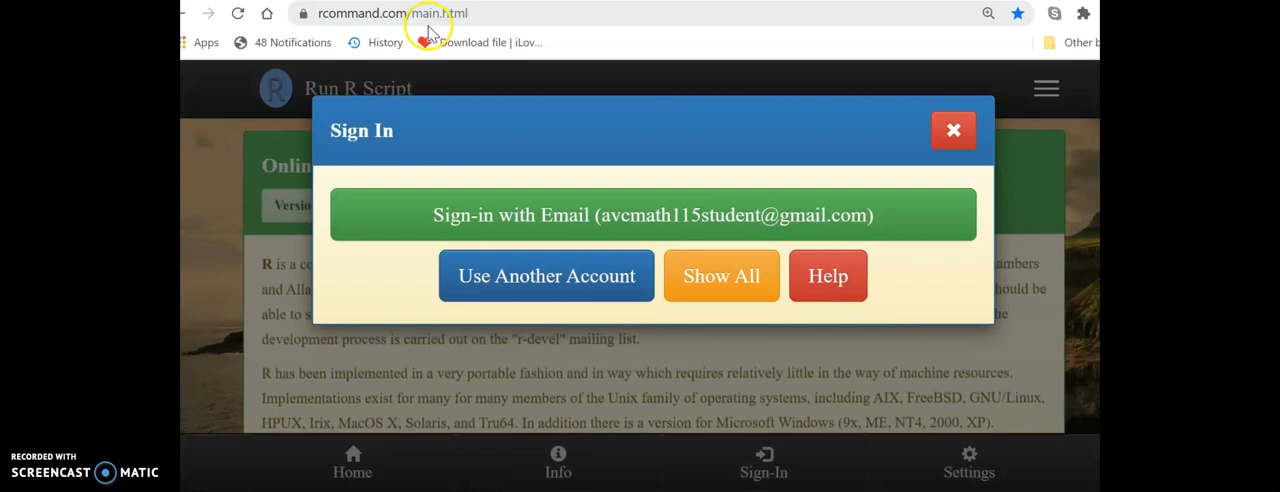 rcommand.com/main.html
Apps 48 Notifications History Download file | iLov... Other b
R Run R Script
Sign In
Onlin
Versio
Sign-in with Email (avcmath115student@gmail.com)
Use Another Account Show All Help
R is a co ambers
and Alla hould be
able to s he
development process is carried out on the "r-devel" mailing list.
R has been implemented in a very portable fashion and in way which requires relatively little in the way of machine resources.
Implementations exist for many for many members of the Unix family of operating systems, including AIX, FreeBSD, GNU/Linux,
HPUX, Irix, MacOS X, Solaris, and Tru64. In addition there is a version for Microsoft Windows (9x, ME, NT4, 2000, XP).
Home Info Sign-In Settings
RECORDED WITH
SCREENCAST MATIC